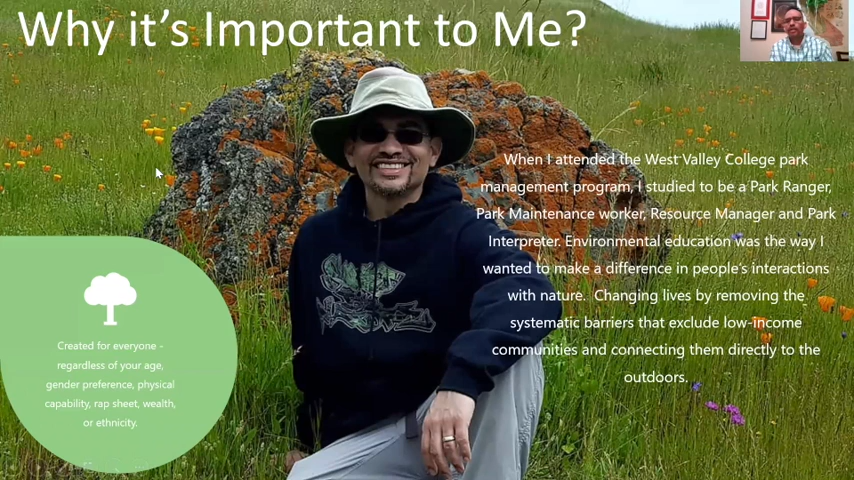 Why it's Important to Me?
When I attended the West Valley College park
management program, I studied to be a Park Ranger,
Park Maintenance worker, Resource Manager and Park
Interpreter. Environmental education was the way I
wanted to make a difference in people's interactions
with nature.  Changing lives by removing the
systematic barriers that exclude low-income
communities and connecting them directly to the
outdoors.
Created for everyone -
regardless of your age,
gender preference, physical
capability, rap sheet, wealth,
or ethnicity.